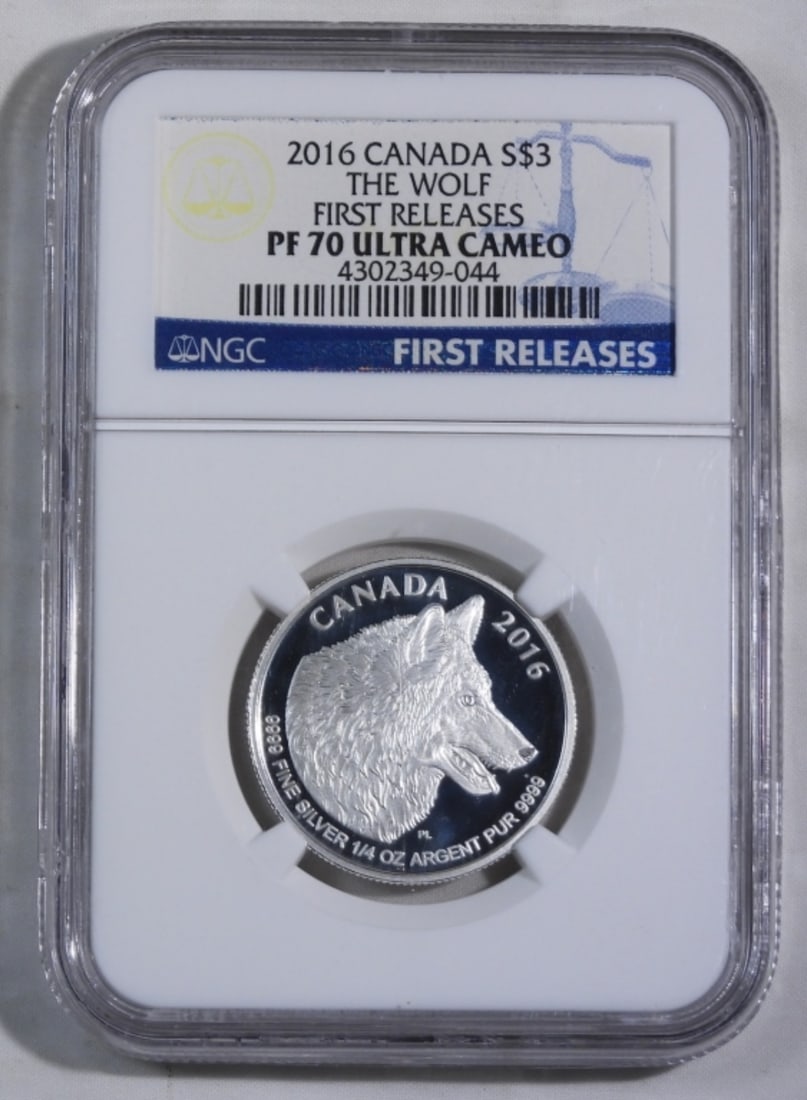 2016 CANADA S$3
THE WOLF
FIRST RELEASES
PF 70 ULTRA CAMEO
4302349-044
NGC
FIRST RELEASES
CANADA 2016
9999 FINE SILVER 1/4 OZ ARGENT PUR 9999
PL